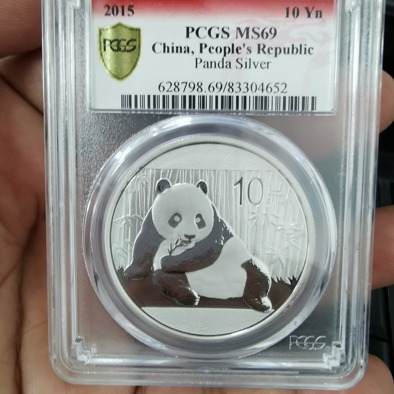 2015 10 Yn
PCGS
PCGS MS69
China, People's Republic
Panda Silver
628798.69/83304652
10
PCGS